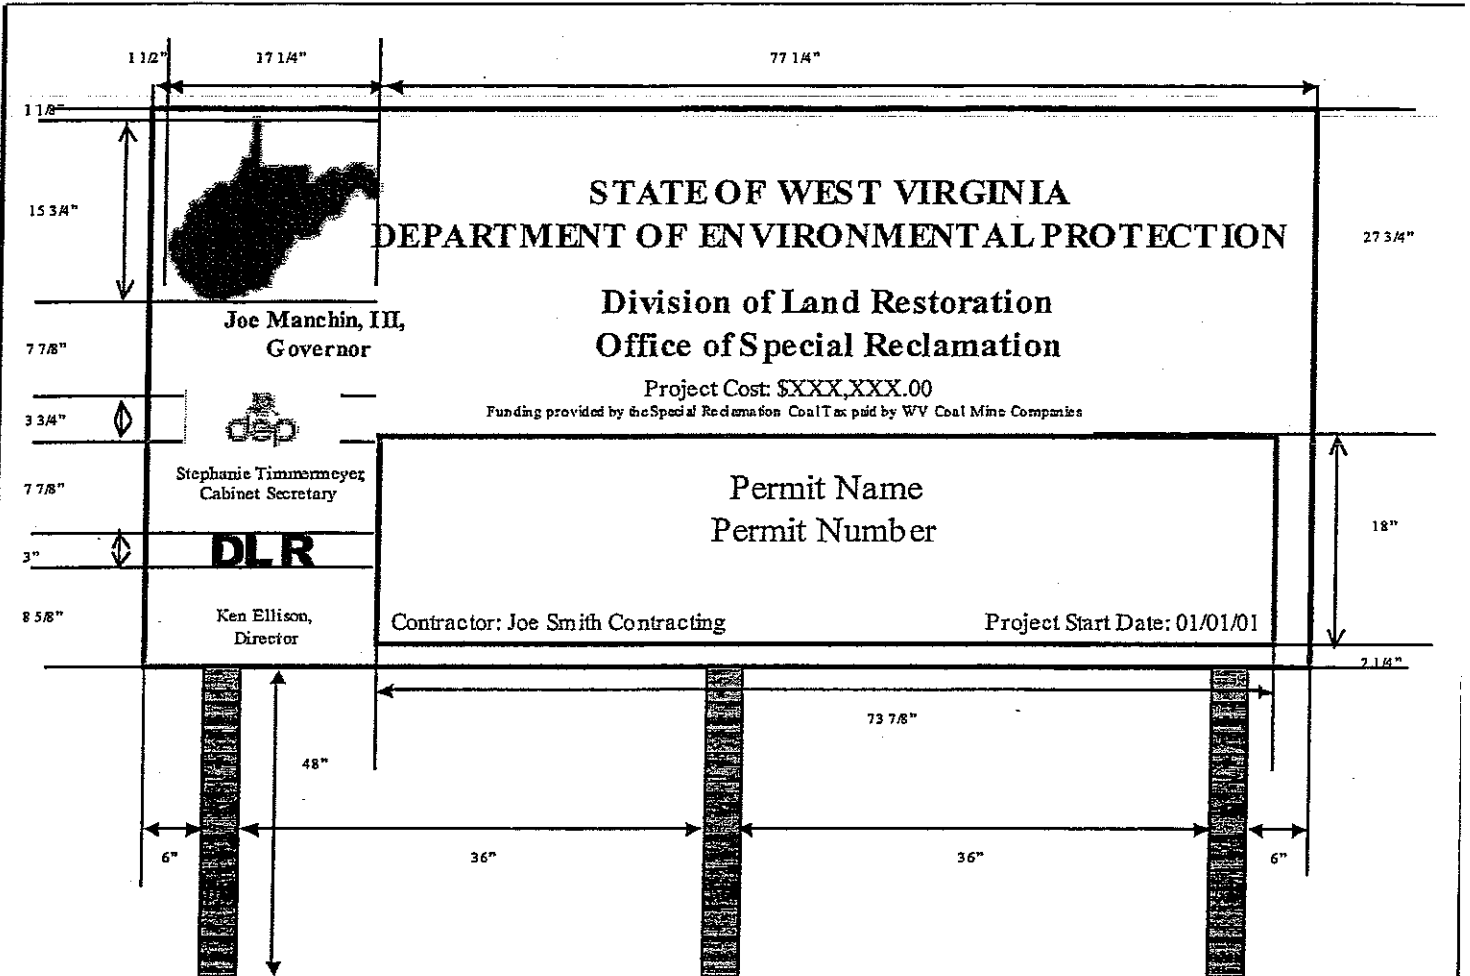 1 1/2" 17 1/4" 77 1/4"
1 1/8"
15 3/4"
STATE OF WEST VIRGINIA
DEPARTMENT OF ENVIRONMENTAL PROTECTION
27 3/4"
Division of Land Restoration
Office of Special Reclamation
Joe Manchin, III,
Governor
7 7/8"
Project Cost: $XXX,XXX.00
Funding provided by the Special Reclamation Coal Tax paid by WV Coal Mine Companies
3 3/4"
dep
Stephanie Timmermeyer,
Cabinet Secretary
7 7/8"
Permit Name
Permit Number
18"
DLR
3"
8 5/8"
Ken Ellison,
Director
Contractor: Joe Smith Contracting Project Start Date: 01/01/01
2 1/4"
73 7/8"
48"
6" 36" 36" 6"